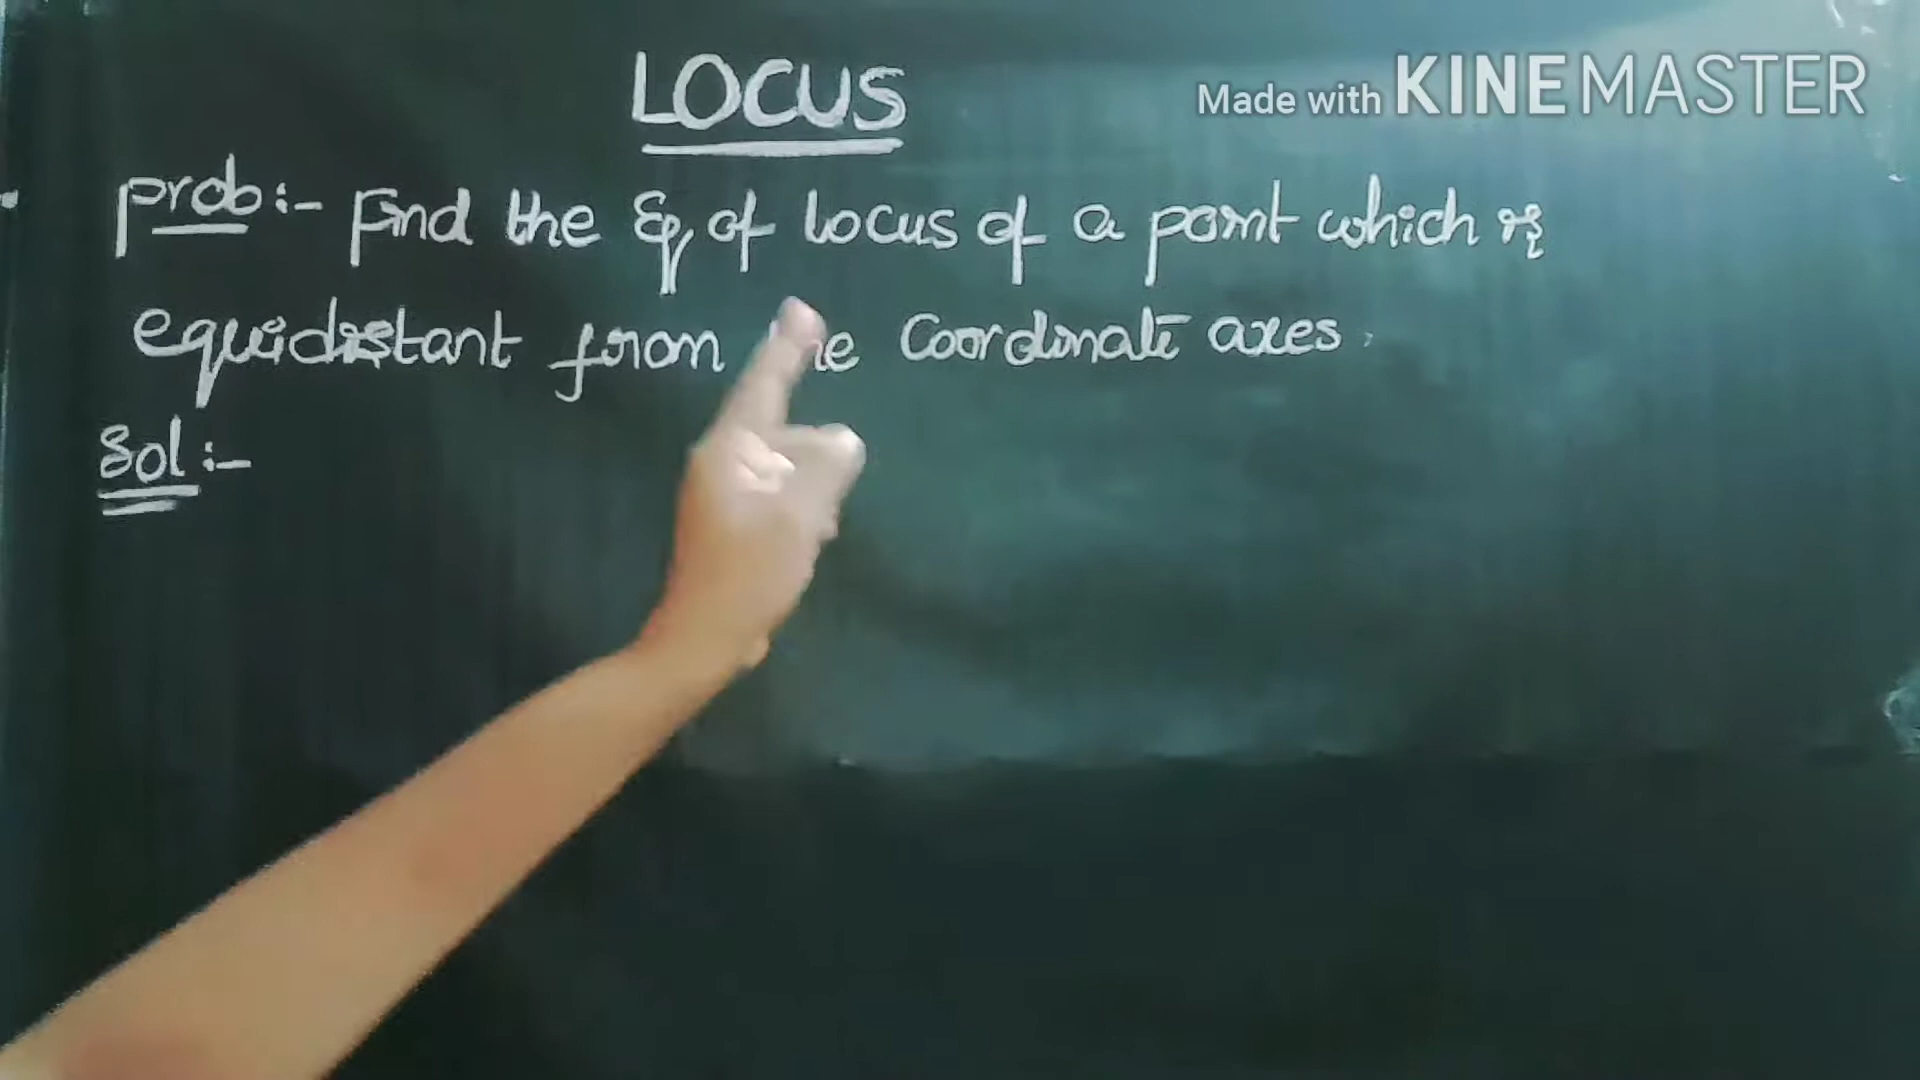 LOCUS
Made with KINEMASTER
prob:- Find the Eq of Locus of a point which is
equidistant from he Coordinate axes.
Sol:-